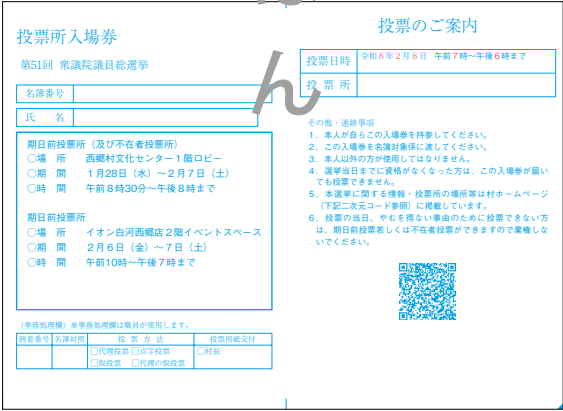 投票所入場券
第51回 衆議院議員総選挙
名簿番号
氏 名
期日前投票所（及び不在者投票所）
○場 所 西郷村文化センター１階ロビー
○期 間 １月28日（水）～２月７日（土）
○時 間 午前８時30分～午後８時まで
期日前投票所
○場 所 イオン白河西郷店２階イベントスペース
○期 間 ２月６日（金）～７日（土）
○時 間 午前10時～午後７時まで
（事務処理欄）※事務処理欄は職員が使用します。
到着番号 名簿対照 投 票 方 法 投票用紙交付
□代理投票 □点字投票 □村長
□仮投票 □代理の仮投票
ん
投票のご案内
投票日時 令和８年２月８日 午前７時～午後６時まで
投 票 所
その他・連絡事項
１．本人が自らこの入場券を持参してください。
２．この入場券を名簿対象係に渡してください。
３．本人以外の方が使用してはなりません。
４．選挙当日までに資格がなくなった方は、この入場券が届い
ても投票できません。
５．本選挙に関する情報・投票所の場所等は村ホームページ
（下記二次元コード参照）に掲載しています。
６．投票の当日、やむを得ない事由のために投票できない方
は、期日前投票若しくは不在者投票ができますので棄権しな
いでください。